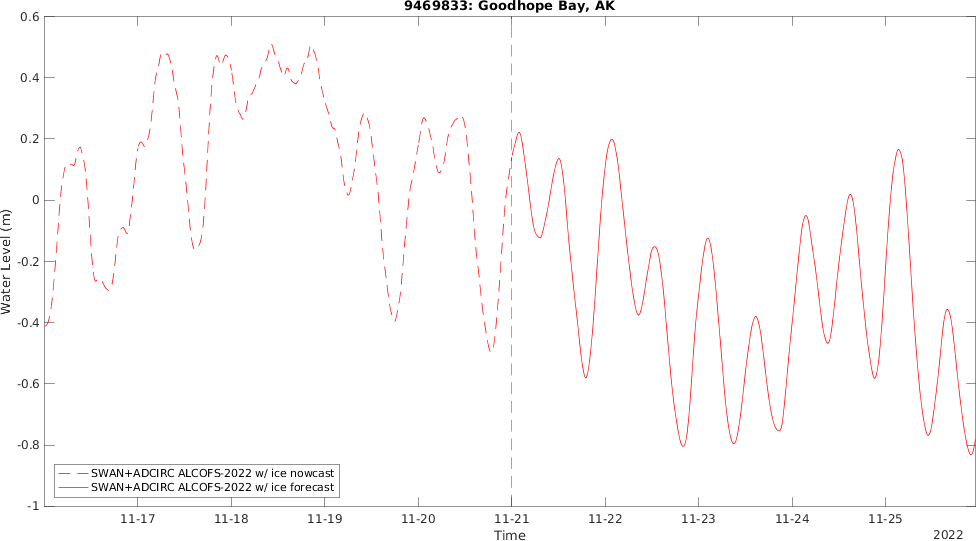 9469833: Goodhope Bay, AK
0.6
0.4
0.2
0
-0.2
-0.4
-0.6
-0.8
-1
Water Level (m)
SWAN+ADCIRC ALCOFS-2022 w/ ice nowcast
SWAN+ADCIRC ALCOFS-2022 w/ ice forecast
11-17 11-18 11-19 11-20 11-21 11-22 11-23 11-24 11-25
Time
2022